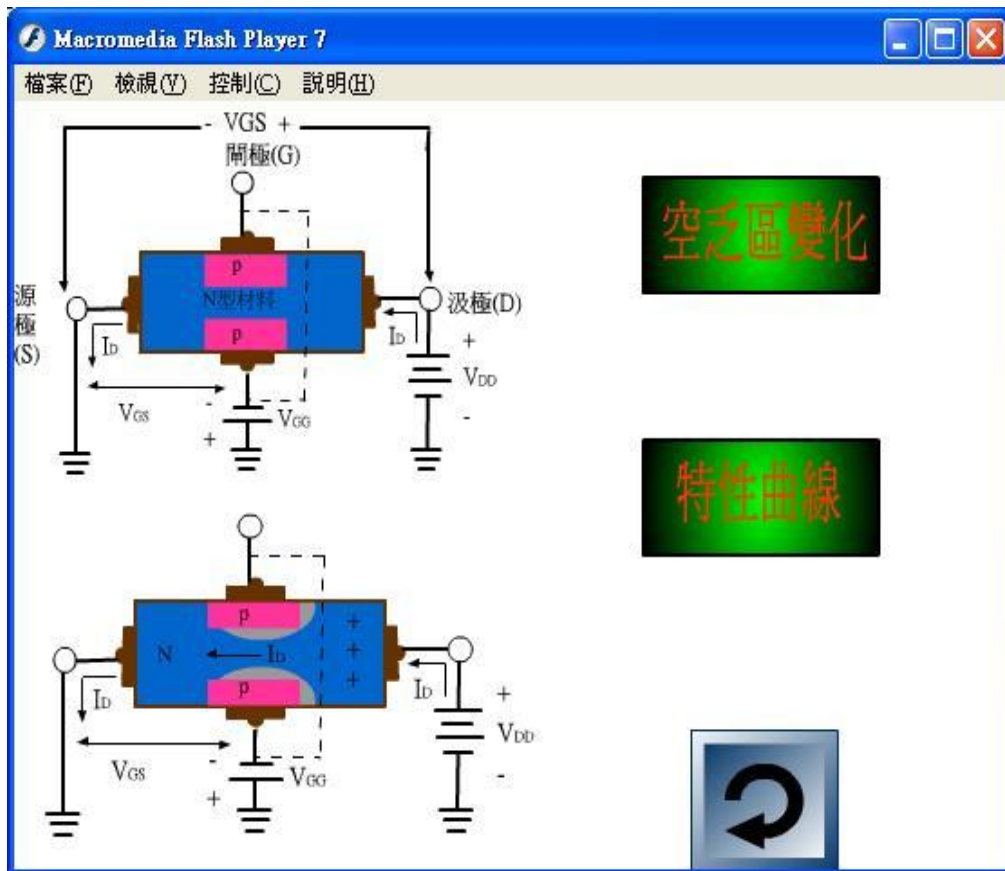 Macromedia Flash Player 7
檔案(F) 檢視(V) 控制(C) 說明(H)
- VGS +
閘極(G)
空乏區變化
p
N型材料
p
源
極
(S)
汲極(D)
ID
ID
+
VDD
-
VGS
-
+
VGG
特性曲線
p
N
ID
p
+
+
+
ID
ID
+
VDD
-
VGS
-
+
VGG